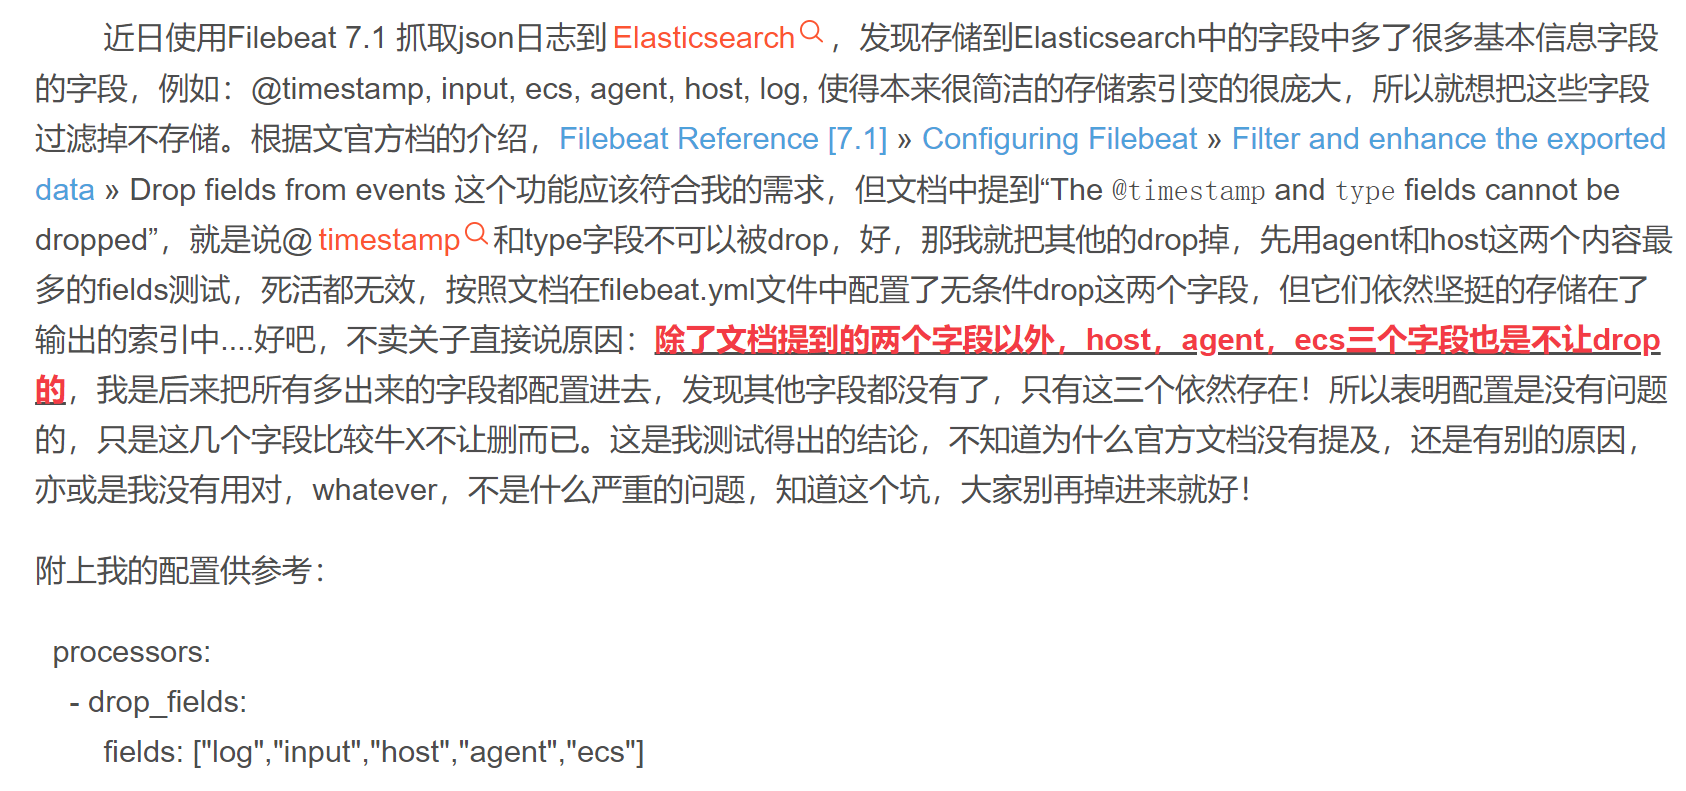 近日使用Filebeat 7.1 抓取json日志到 Elasticsearch，发现存储到Elasticsearch中的字段中多了很多基本信息字段
的字段，例如：@timestamp, input, ecs, agent, host, log, 使得本来很简洁的存储索引变的很庞大，所以就想把这些字段
过滤掉不存储。根据文官方档的介绍，Filebeat Reference [7.1] » Configuring Filebeat » Filter and enhance the exported
data » Drop fields from events 这个功能应该符合我的需求，但文档中提到“The @timestamp and type fields cannot be
dropped”，就是说@ timestamp 和type字段不可以被drop，好，那我就把其他的drop掉，先用agent和host这两个内容最
多的fields测试，死活都无效，按照文档在filebeat.yml文件中配置了无条件drop这两个字段，但它们依然坚挺的存储在了
输出的索引中....好吧，不卖关子直接说原因：除了文档提到的两个字段以外，host，agent，ecs三个字段也是不让drop
的，我是后来把所有多出来的字段都配置进去，发现其他字段都没有了，只有这三个依然存在！所以表明配置是没有问题
的，只是这几个字段比较牛X不让删而已。这是我测试得出的结论，不知道为什么官方文档没有提及，还是有别的原因，
亦或是我没有用对，whatever，不是什么严重的问题，知道这个坑，大家别再掉进来就好！
附上我的配置供参考：
processors:
- drop_fields:
fields: ["log","input","host","agent","ecs"]